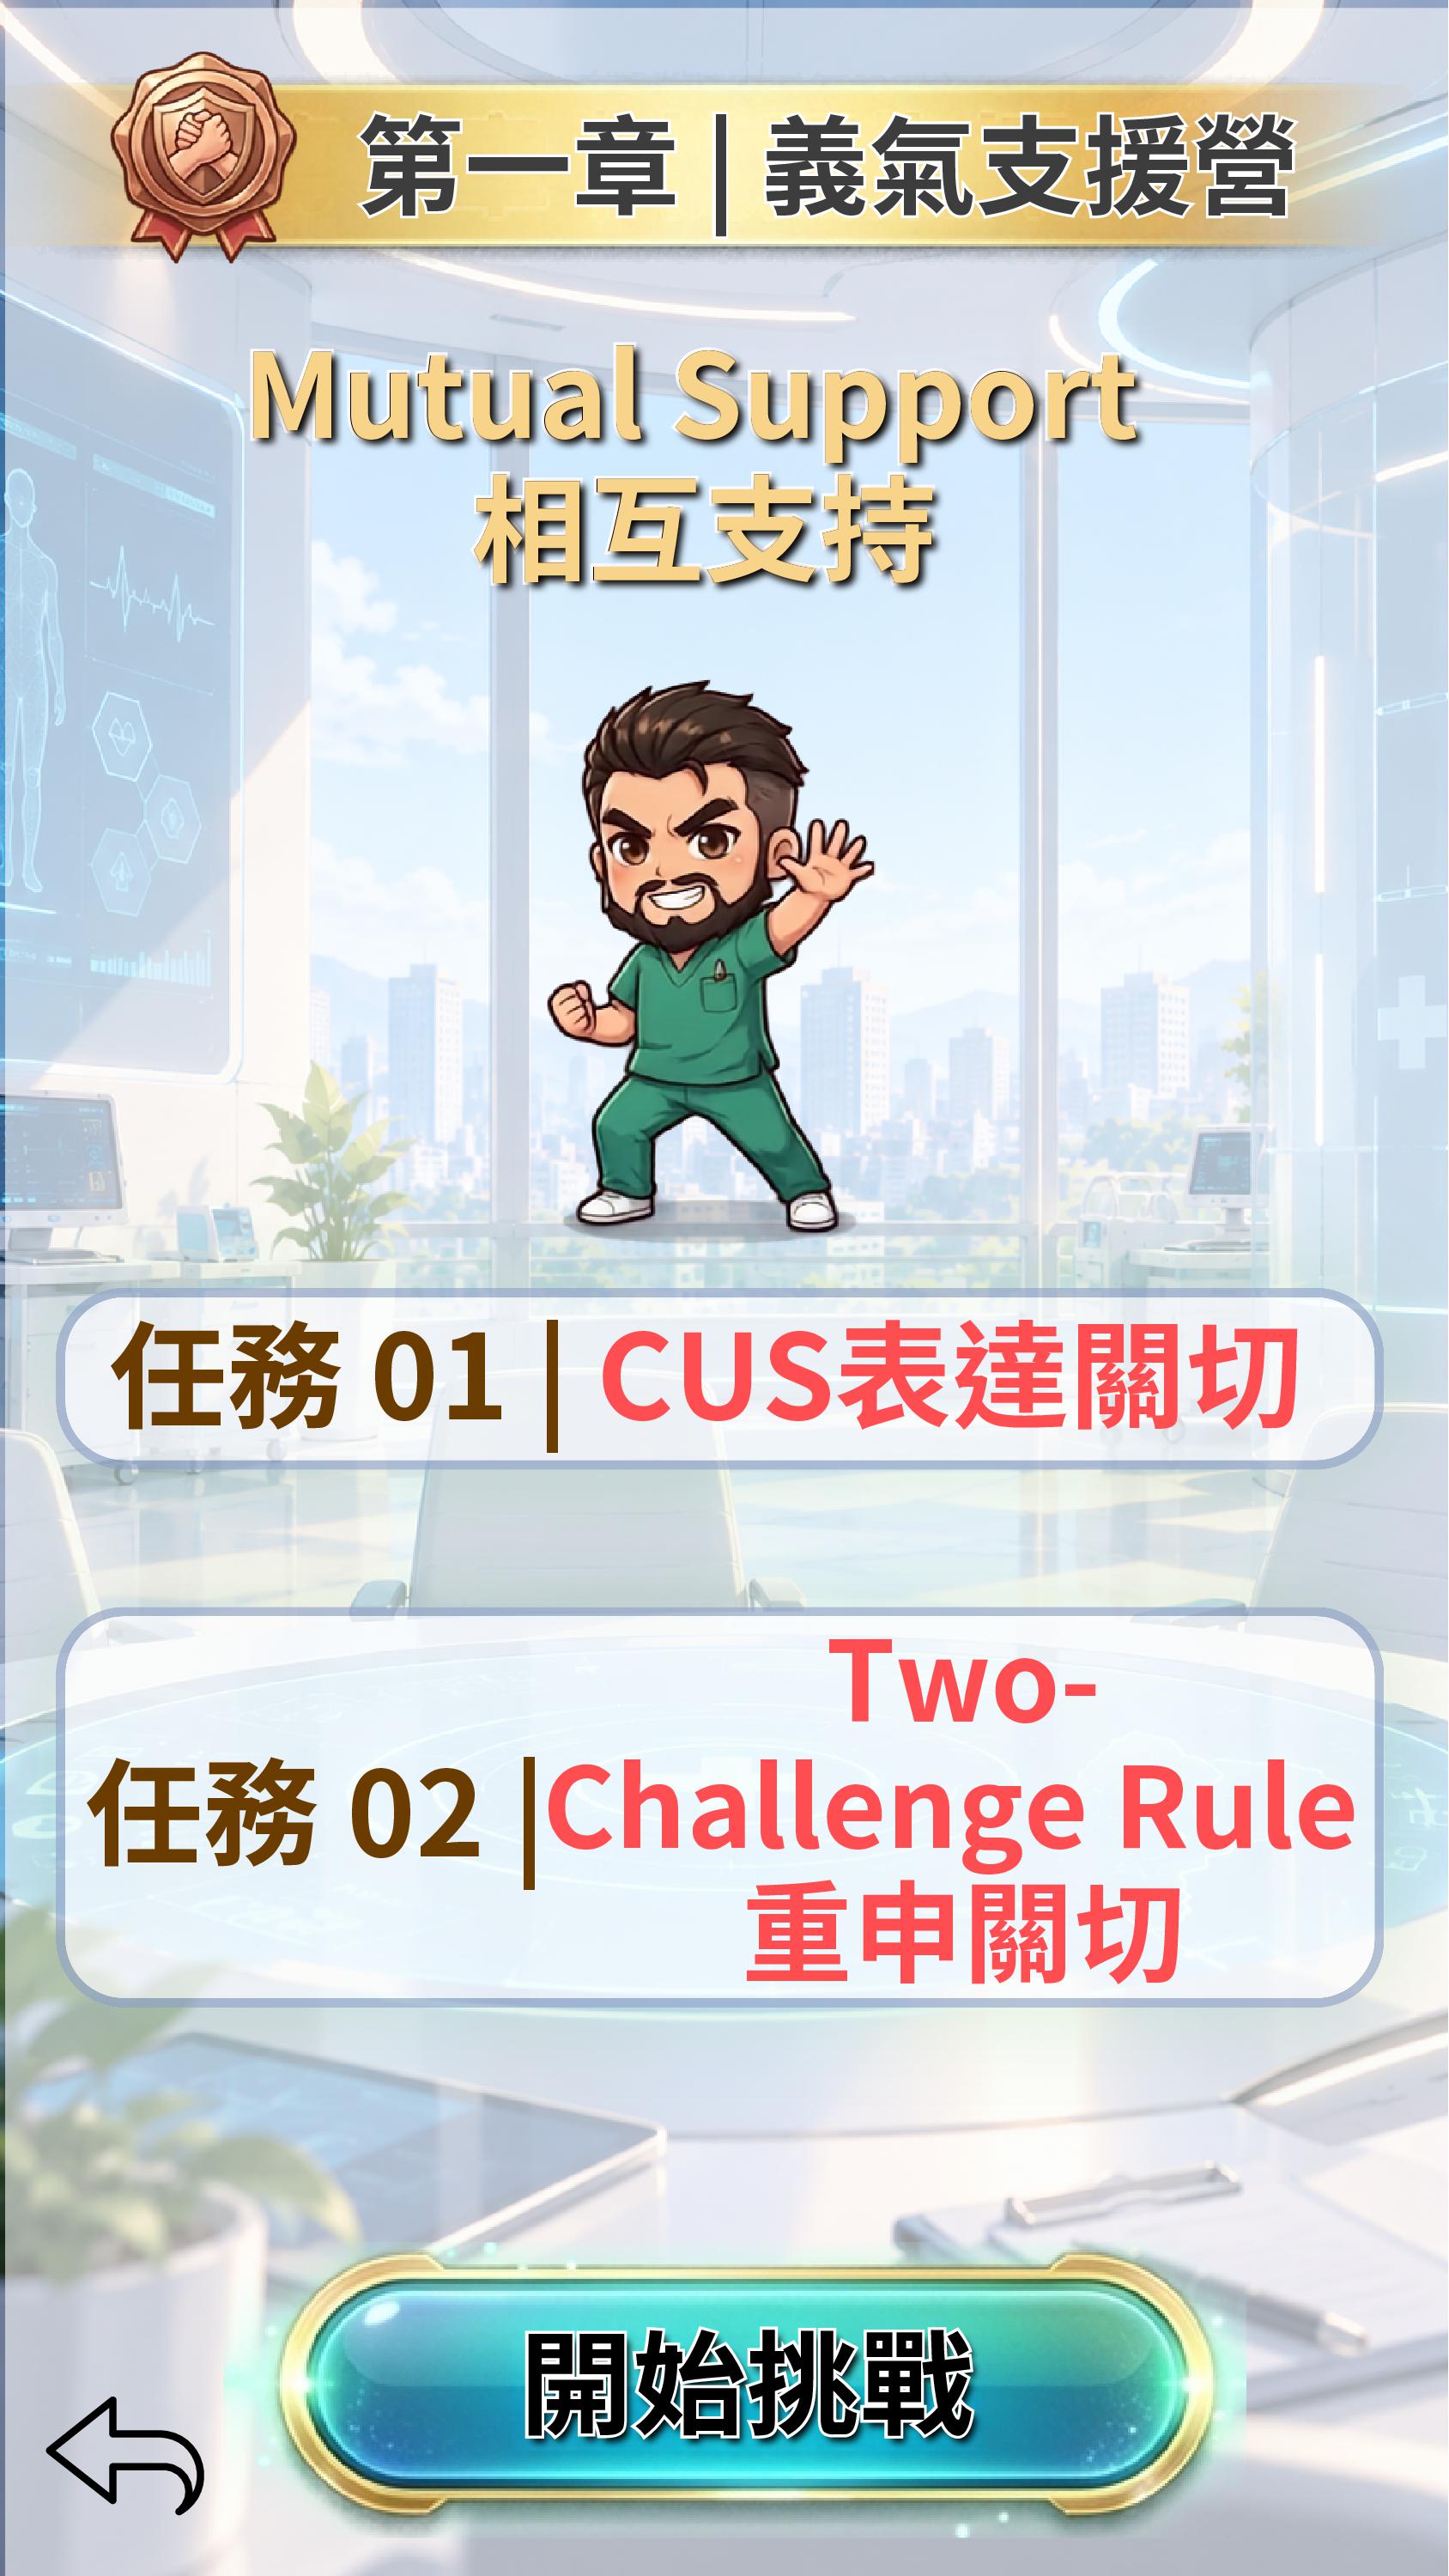 第一章 | 義氣支援營
Mutual Support
相互支持
任務 01 | CUS表達關切
任務 02 | Two-
Challenge Rule
重申關切
開始挑戰